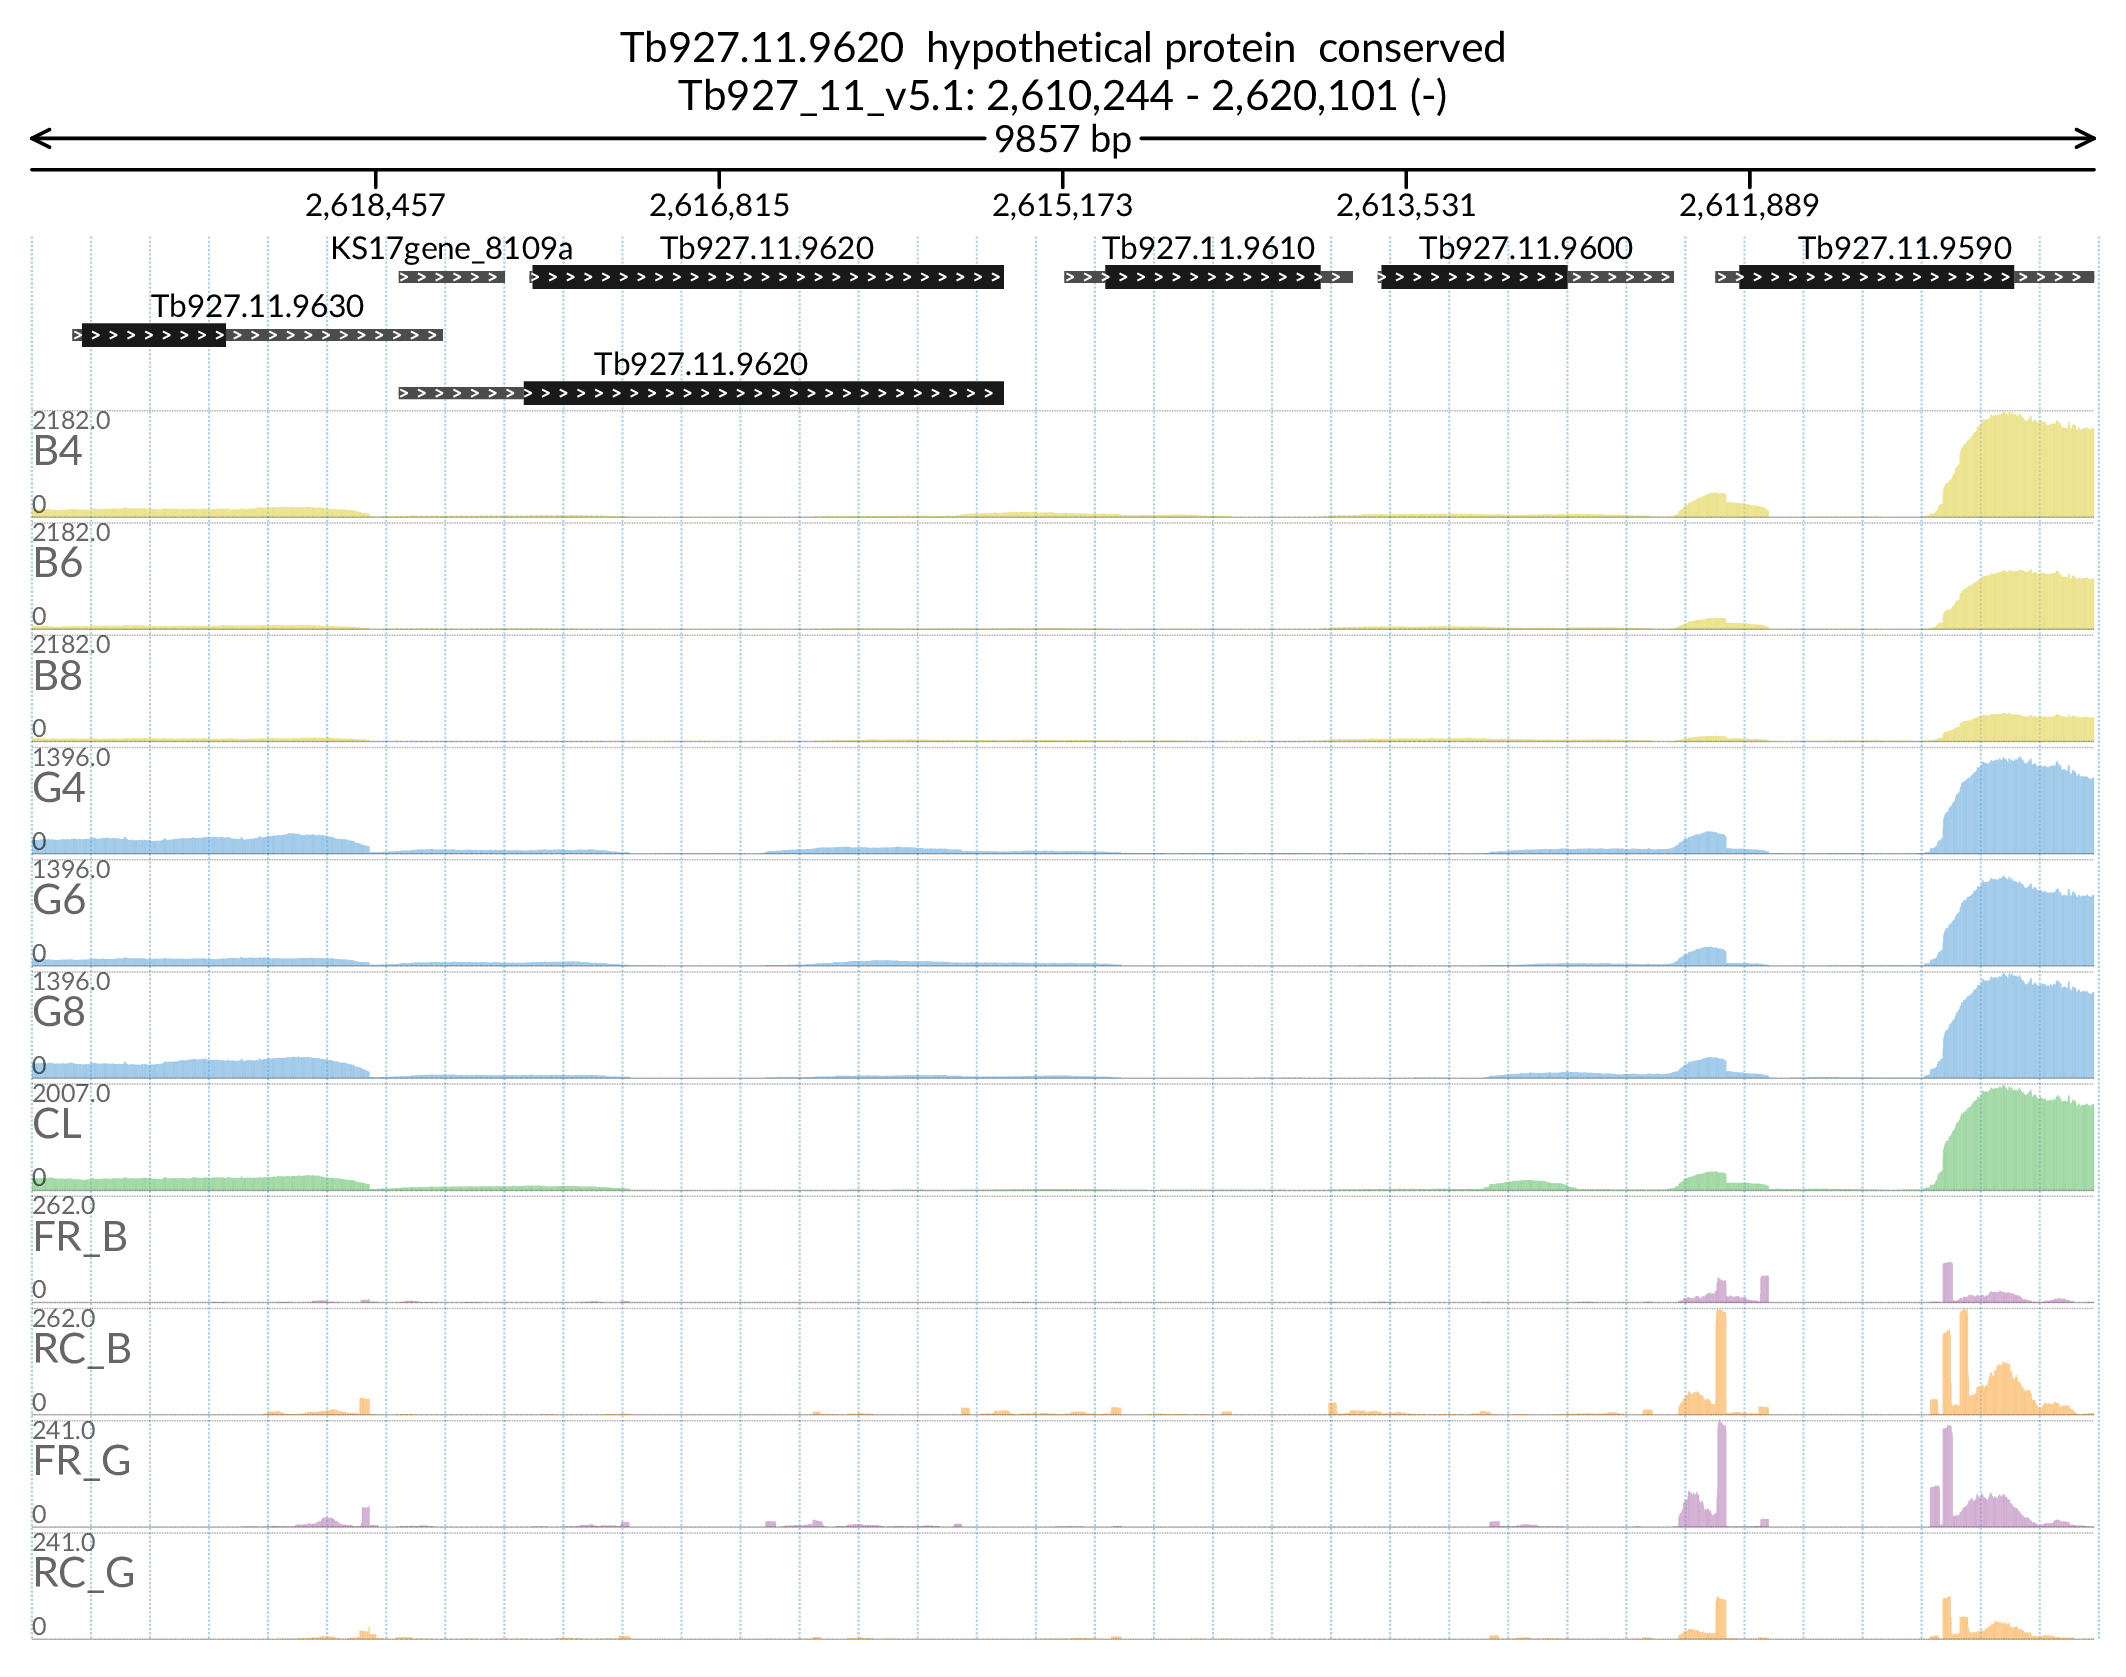 Tb927.11.9620  hypothetical protein  conserved
Tb927_11_v5.1: 2,610,244 - 2,620,101 (-)
9857 bp
2,618,457 2,616,815 2,615,173 2,613,531 2,611,889
KS17gene_8109a Tb927.11.9620 Tb927.11.9610 Tb927.11.9600 Tb927.11.9590
Tb927.11.9630
Tb927.11.9620
2182.0
B4
0
2182.0
B6
0
2182.0
B8
0
1396.0
G4
0
1396.0
G6
0
1396.0
G8
0
2007.0
CL
0
262.0
FR_B
0
262.0
RC_B
0
241.0
FR_G
0
241.0
RC_G
0